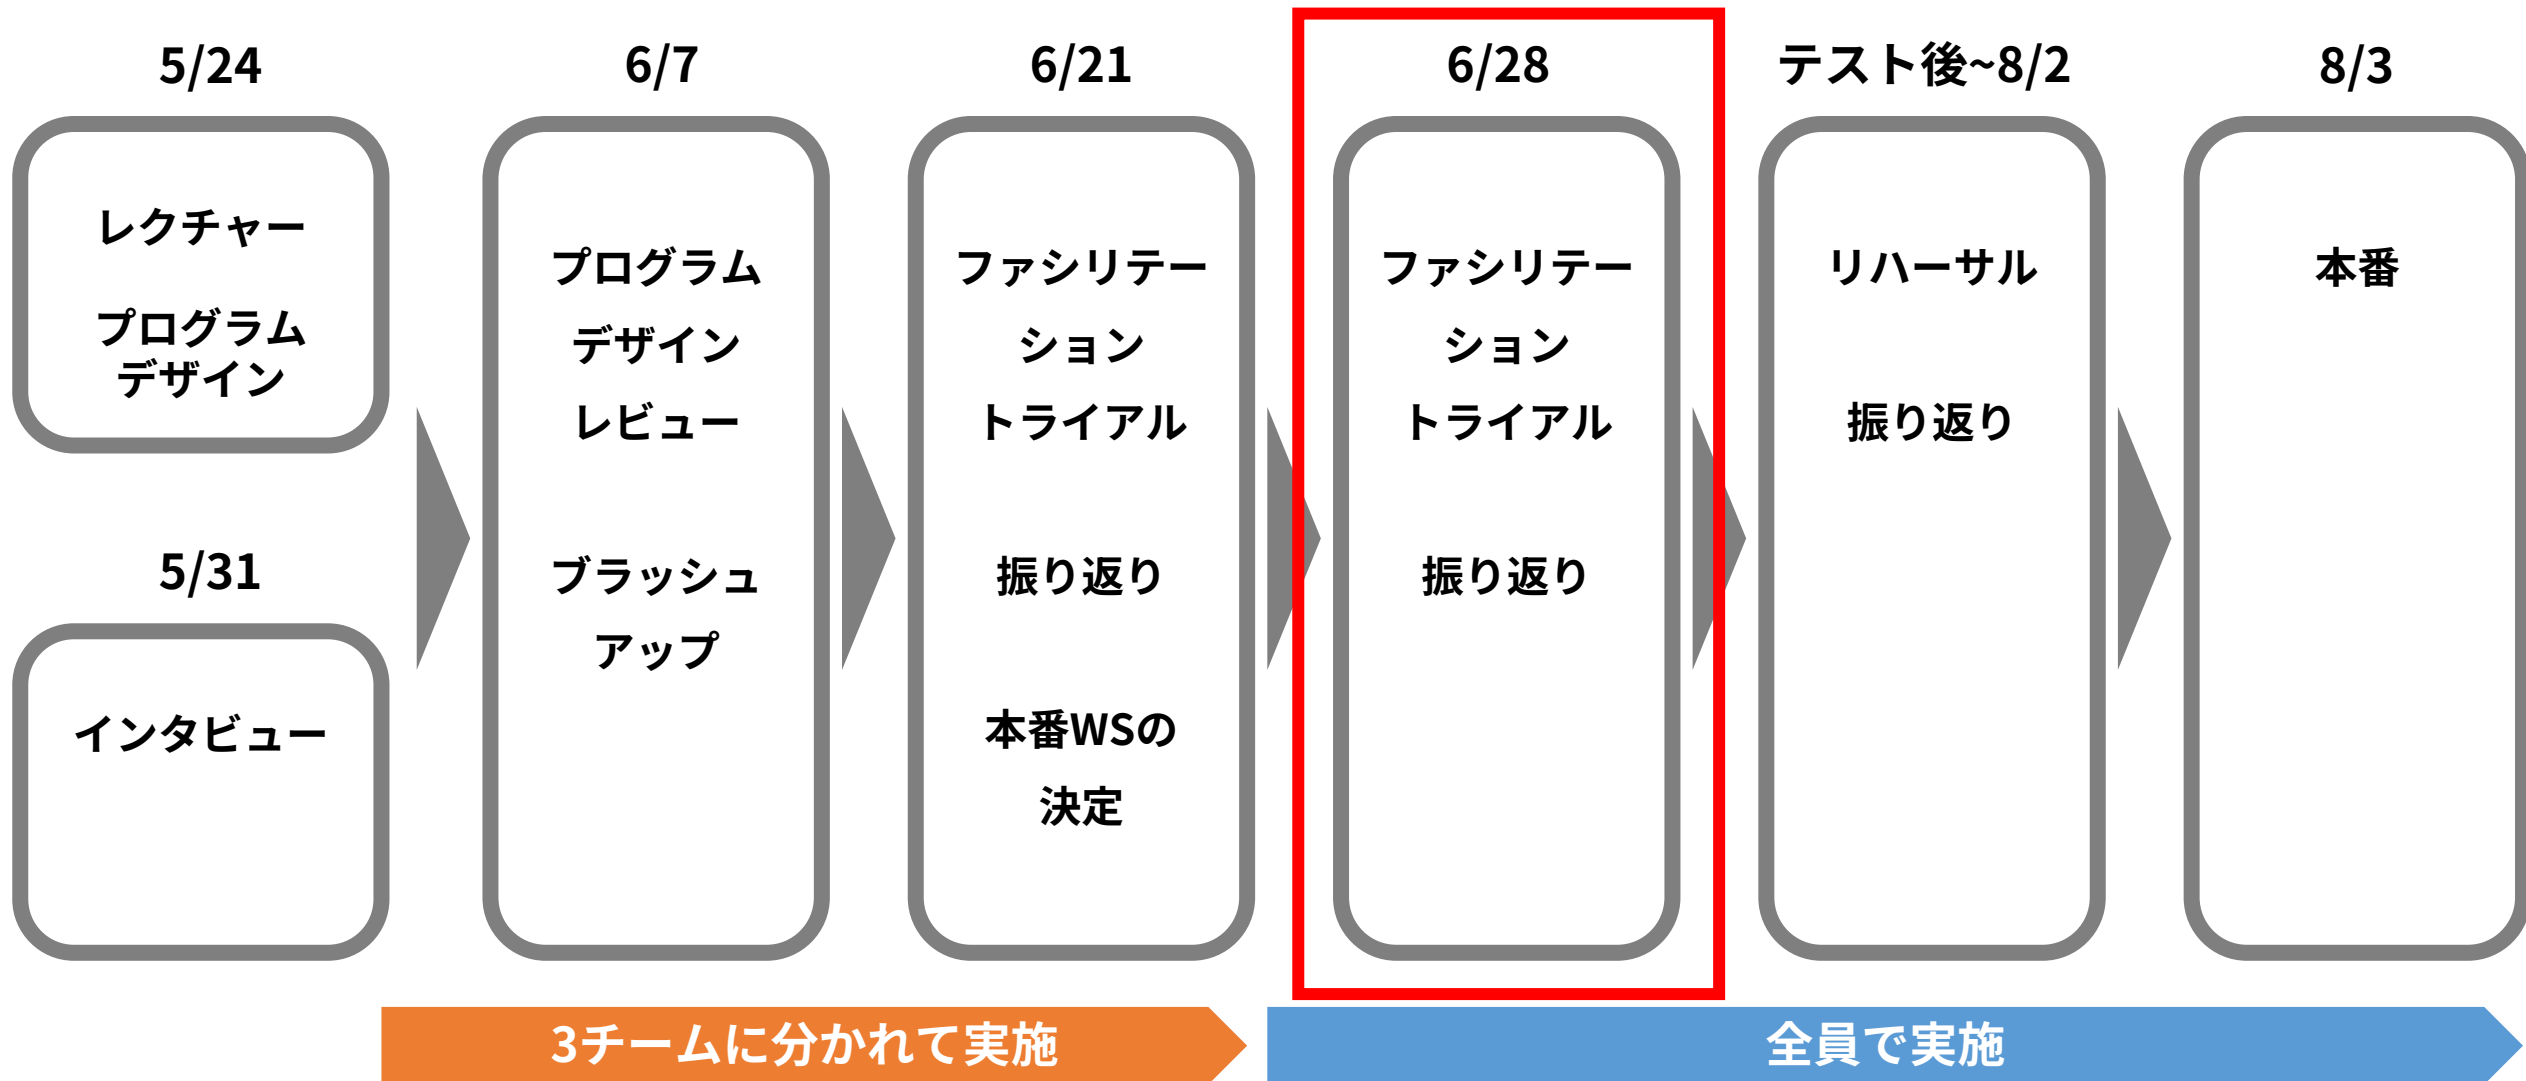 5/24
レクチャー
プログラム
デザイン
5/31
インタビュー
6/7
プログラム
デザイン
レビュー
ブラッシュ
アップ
6/21
ファシリテー
ション
トライアル
振り返り
本番WSの
決定
6/28
ファシリテー
ション
トライアル
振り返り
テスト後~8/2
リハーサル
振り返り
8/3
本番
3チームに分かれて実施
全員で実施